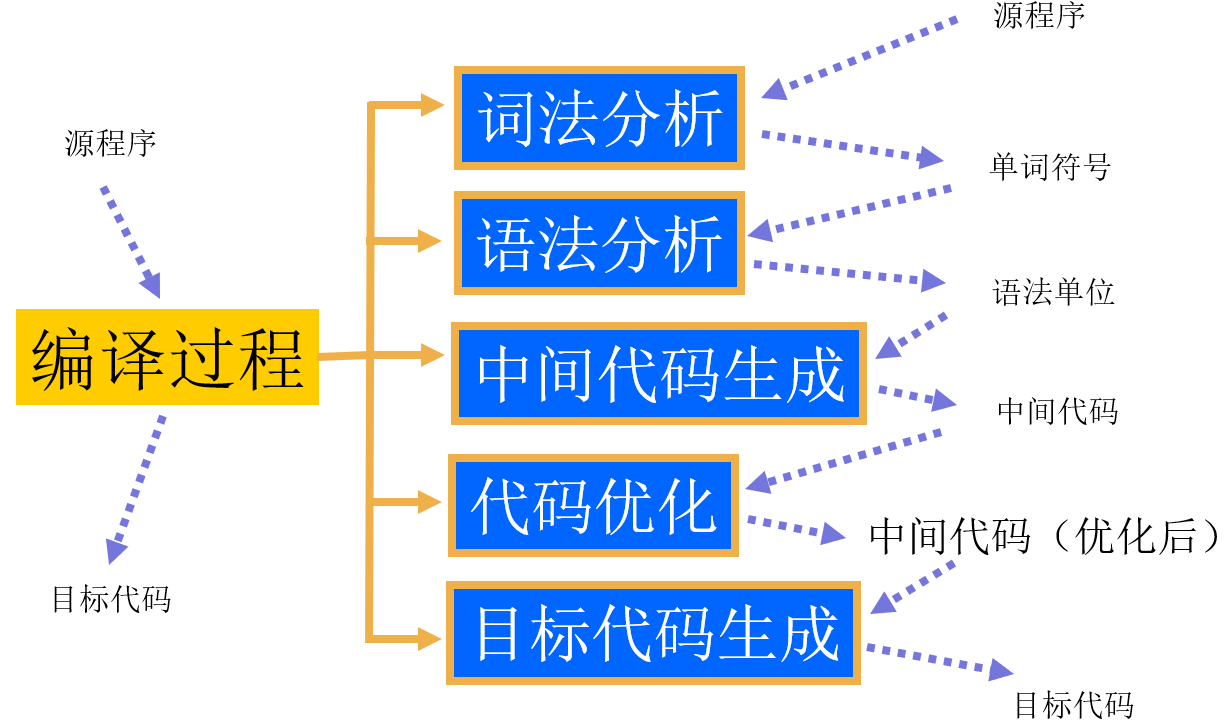 源程序
词法分析
源程序
单词符号
语法分析
语法单位
编译过程
中间代码生成
中间代码
代码优化
中间代码（优化后）
目标代码
目标代码生成
目标代码